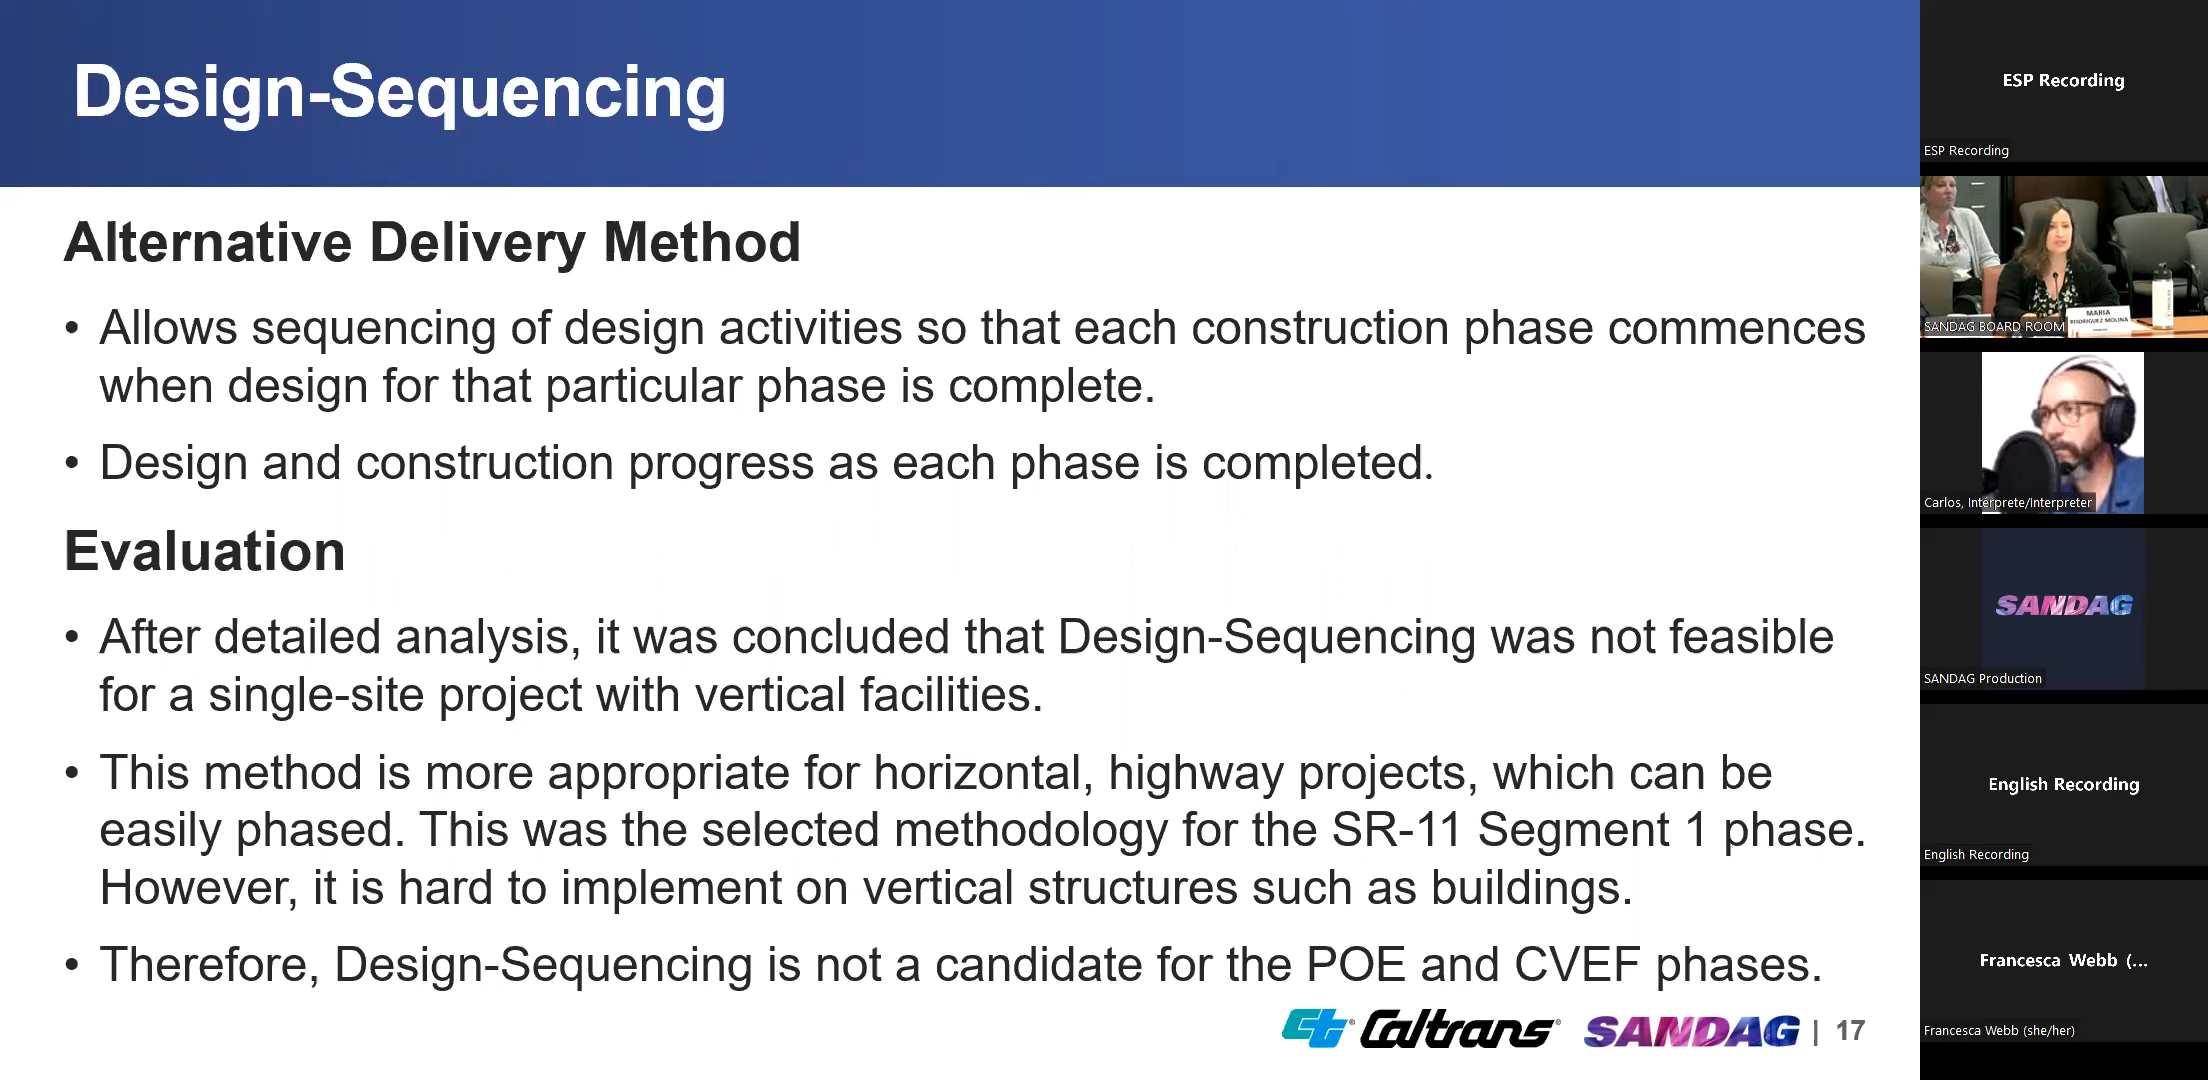 Design-Sequencing
Alternative Delivery Method
• Allows sequencing of design activities so that each construction phase commences
when design for that particular phase is complete.
• Design and construction progress as each phase is completed.
Evaluation
• After detailed analysis, it was concluded that Design-Sequencing was not feasible
for a single-site project with vertical facilities.
• This method is more appropriate for horizontal, highway projects, which can be
easily phased. This was the selected methodology for the SR-11 Segment 1 phase.
However, it is hard to implement on vertical structures such as buildings.
• Therefore, Design-Sequencing is not a candidate for the POE and CVEF phases.
ct® Caltrans® SANDAG | 17
ESP Recording
ESP Recording
MARIA
RODRIGUEZ MOLINA
SANDAG BOARD ROOM
Carlos, Intérprete/Interpreter
SANDAG
SANDAG Production
English Recording
English Recording
Francesca Webb (...
Francesca Webb (she/her)